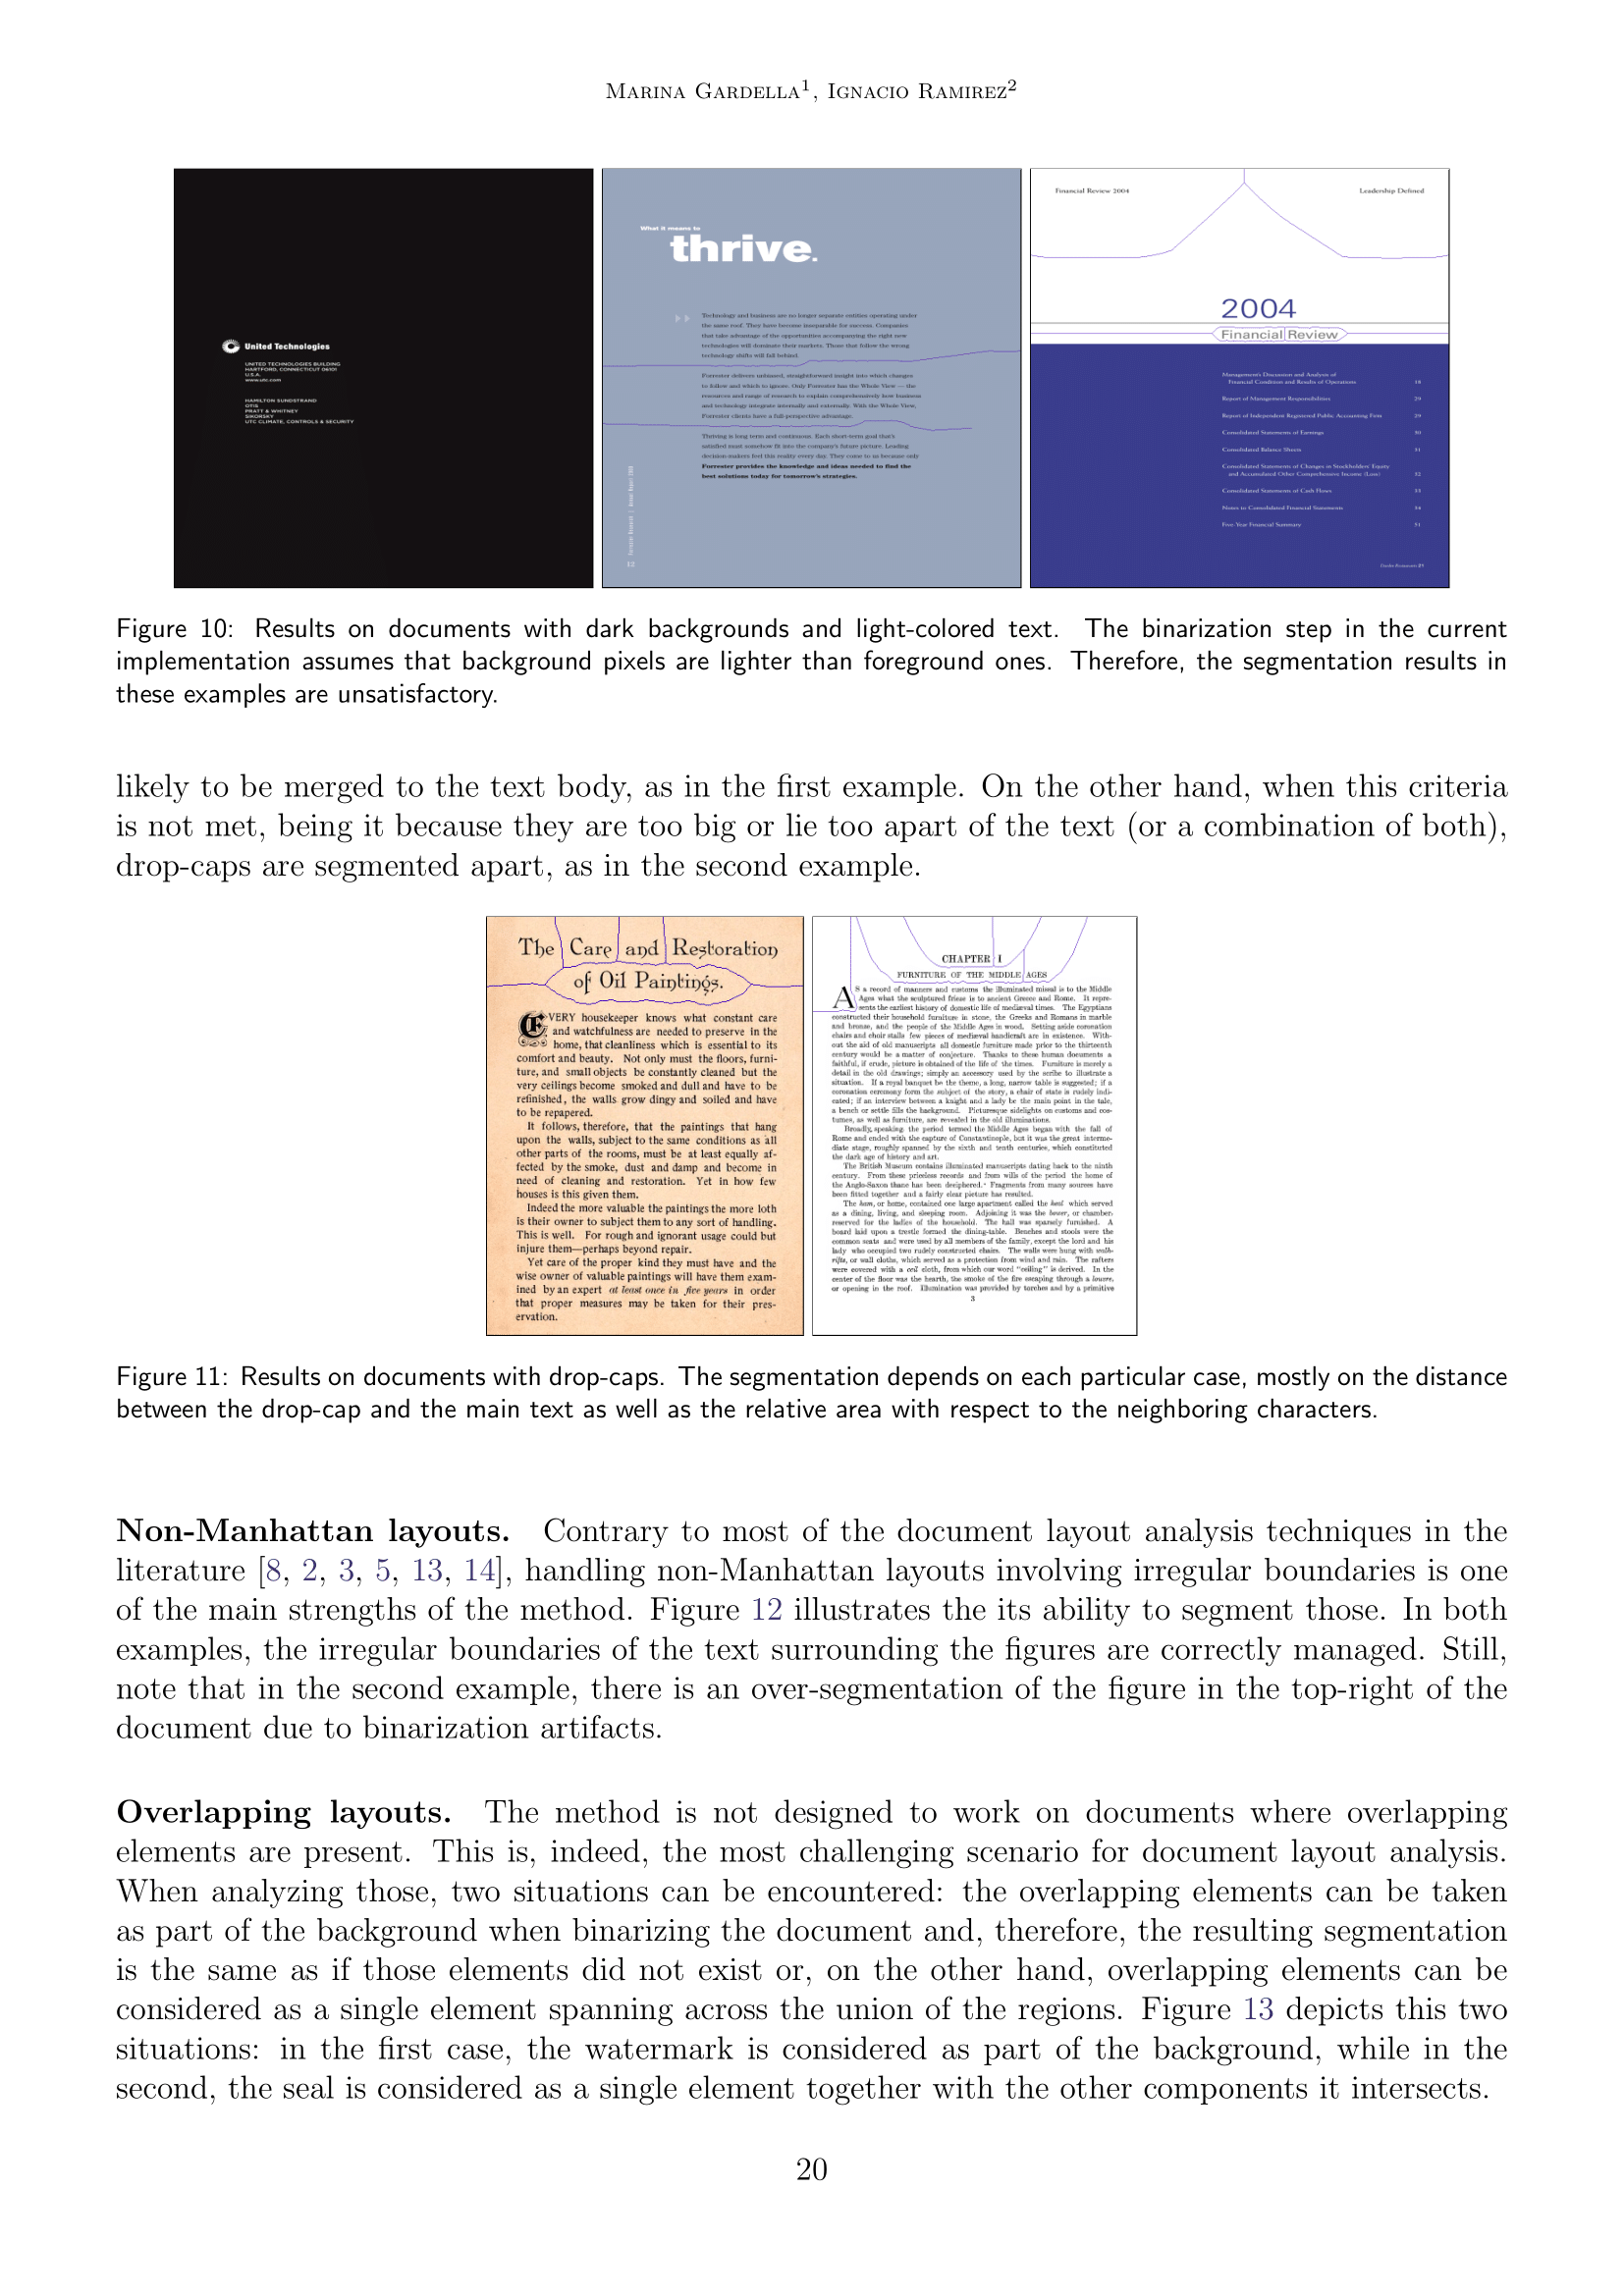 MARINA GARDELLA1, IGNACIO RAMIREZ2
United Technologies
UNITED TECHNOLOGIES BUILDING
HARTFORD, CONNECTICUT 06101
U.S.A.
www.utc.com
HAMILTON SUNDSTRAND
OTIS
PRATT & WHITNEY
SIKORSKY
UTC CLIMATE, CONTROLS & SECURITY
What it means to
thrive.
Technology and business are no longer separate entities operating under
the same roof. They have become inseparable for success. Companies
that take advantage of the opportunities accompanying the right new
technologies will dominate their markets. Those that follow the wrong
technology shifts will fall behind.
Forrester delivers unbiased, straightforward insight into which changes
to follow and which to ignore. Only Forrester has the Whole View — the
resources and range of research to explain comprehensively how business
and technology integrate internally and externally. With the Whole View,
Forrester clients have a full-perspective advantage.
Thriving is long term and continuous. Each short-term goal that's
satisfied must somehow fit into the company's future picture. Leading
decision-makers feel this reality every day. They come to us because only
Forrester provides the knowledge and ideas needed to find the
best solutions today for tomorrow's strategies.
Financial Review 2004
Leadership Defined
2004
Financial Review
Management's Discussion and Analysis of
Financial Condition and Results of Operations 18
Report of Management Responsibilities 29
Report of Independent Registered Public Accounting Firm 29
Consolidated Statements of Earnings 30
Consolidated Balance Sheets 31
Consolidated Statements of Changes in Stockholders' Equity
and Accumulated Other Comprehensive Income (Loss) 32
Consolidated Statements of Cash Flows 33
Notes to Consolidated Financial Statements 34
Five-Year Financial Summary 51
Figure 10: Results on documents with dark backgrounds and light-colored text. The binarization step in the current
implementation assumes that background pixels are lighter than foreground ones. Therefore, the segmentation results in
these examples are unsatisfactory.
likely to be merged to the text body, as in the first example. On the other hand, when this criteria
is not met, being it because they are too big or lie too apart of the text (or a combination of both),
drop-caps are segmented apart, as in the second example.
The Care and Restoration
of Oil Paintings.
EVERY housekeeper knows what constant care
and watchfulness are needed to preserve in the
home, that cleanliness which is essential to its
comfort and beauty. Not only must the floors, furni-
ture, and small objects be constantly cleaned but the
very ceilings become smoked and dull and have to be
refinished, the walls grow dingy and soiled and have
to be repapered.
It follows, therefore, that the paintings that hang
upon the walls, subject to the same conditions as all
other parts of the rooms, must be at least equally af-
fected by the smoke, dust and damp and become in
need of cleaning and restoration. Yet in how few
houses is this given them.
Indeed the more valuable the paintings the more loth
is their owner to subject them to any sort of handling.
This is well. For rough and ignorant usage could but
injure them—perhaps beyond repair.
Yet care of the proper kind they must have and the
wise owner of valuable paintings will have them exam-
ined by an expert at least once in five years in order
that proper measures may be taken for their pres-
ervation.
CHAPTER I
FURNITURE OF THE MIDDLE AGES
AS a record of manners and customs the illuminated missal is to the Middle
Ages what the sculptured frieze is to ancient Greece and Rome. It repre-
sents the earliest history of domestic life of medieval times. The Egyptians
constructed their household furniture in stone, the Greeks and Romans in marble
and bronze, and the people of the Middle Ages in wood. Setting aside coronation
chairs and choir stalls few pieces of medieval handicraft are in existence. With-
out the aid of old manuscripts all domestic furniture made prior to the thirteenth
century would be a matter of conjecture. Thanks to these human documents a
faithful, if crude, picture is obtained of the life of the times. Furniture is merely a
detail in the old drawings; simply an accessory used by the scribe to illustrate a
situation. If a royal banquet be the theme, a long, narrow table is suggested; if a
coronation ceremony form the subject of the story, a chair of state is rudely indi-
cated; if an interview between a knight and a lady be the main point in the tale,
a bench or settle fills the background. Picturesque sidelights on customs and cos-
tumes, as well as furniture, are revealed in the old illuminations.
Broadly speaking, the period termed the Middle Ages began with the fall of
Rome and ended with the capture of Constantinople, but it was the great interme-
diate stage, roughly spanned by the sixth and tenth centuries, which constituted
the dark age of history and art.
The British Museum contains illuminated manuscripts dating back to the ninth
century. From these priceless records and from wills of the period the home of
the Anglo-Saxon thane has been deciphered. Fragments from many sources have
been fitted together and a fairly clear picture has resulted.
The ham, or home, contained one large apartment called the heal which served
as a dining, living, and sleeping room. Adjoining it was the bower, or chamber,
reserved for the ladies of the household. The hall was sparsely furnished. A
board laid upon a trestle formed the dining-table. Benches and stools were the
common seats and were used by all members of the family, except the lord and his
lady who occupied two rudely constructed chairs. The walls were hung with
or wall cloths, which served as a protection from wind and rain. The rafters
were covered with a ceil cloth, from which our word "ceiling" is derived. In the
center of the floor was the hearth, the smoke of the fire escaping through a louvre,
or opening in the roof. Illumination was provided by torches and by a primitive
3
Figure 11: Results on documents with drop-caps. The segmentation depends on each particular case, mostly on the distance
between the drop-cap and the main text as well as the relative area with respect to the neighboring characters.
Non-Manhattan layouts. Contrary to most of the document layout analysis techniques in the
literature [8, 2, 3, 5, 13, 14], handling non-Manhattan layouts involving irregular boundaries is one
of the main strengths of the method. Figure 12 illustrates the its ability to segment those. In both
examples, the irregular boundaries of the text surrounding the figures are correctly managed. Still,
note that in the second example, there is an over-segmentation of the figure in the top-right of the
document due to binarization artifacts.
Overlapping layouts. The method is not designed to work on documents where overlapping
elements are present. This is, indeed, the most challenging scenario for document layout analysis.
When analyzing those, two situations can be encountered: the overlapping elements can be taken
as part of the background when binarizing the document and, therefore, the resulting segmentation
is the same as if those elements did not exist or, on the other hand, overlapping elements can be
considered as a single element spanning across the union of the regions. Figure 13 depicts this two
situations: in the first case, the watermark is considered as part of the background, while in the
second, the seal is considered as a single element together with the other components it intersects.
20